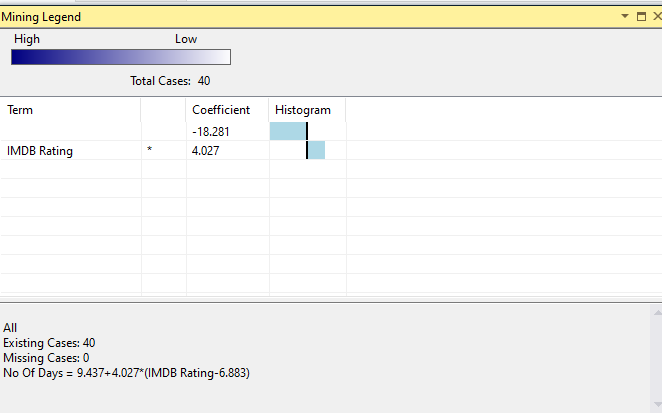 Mining Legend
High Low
Total Cases: 40
Term Coefficient Histogram
-18.281
IMDB Rating * 4.027
All
Existing Cases: 40
Missing Cases: 0
No Of Days = 9.437+4.027*(IMDB Rating-6.883)